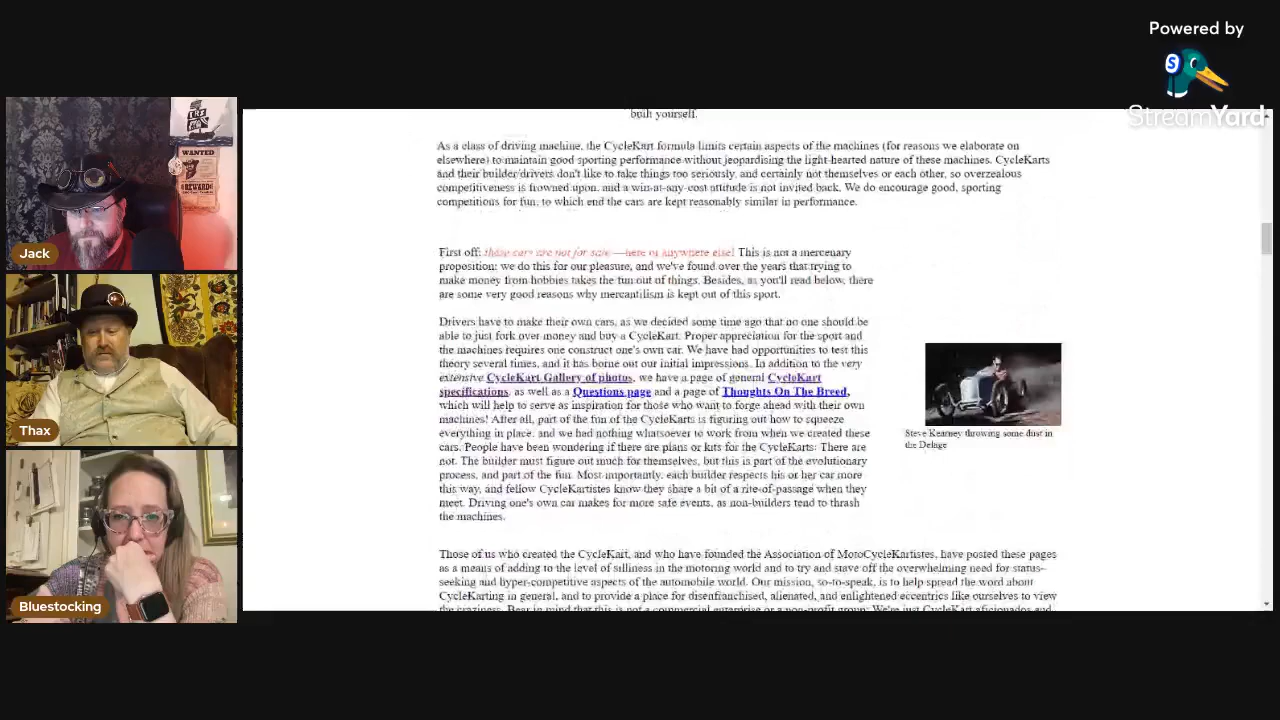 Powered by
StreamYard
WANTED
REWARD
Jack
Thax
Bluestocking
built yourself.
As a class of driving machine, the CycleKart formula limits certain aspects of the machines (for reasons we elaborate on
elsewhere) to maintain good sporting performance without jeopardising the light-hearted nature of these machines. CycleKarts
and their builder/drivers don't like to take things too seriously, and certainly not themselves or each other, so overzealous
competitiveness is frowned upon, and a win-at-any-cost attitude is not invited back. We do encourage good, sporting
competitions for fun, to which end the cars are kept reasonably similar in performance.
First off: these cars are not for sale—here or anywhere else! This is not a mercenary
proposition: we do this for our pleasure, and we've found over the years that trying to
make money from hobbies takes the fun out of things. Besides, as you'll read below, there
are some very good reasons why mercantilism is kept out of this sport.
Drivers have to make their own cars, as we decided some time ago that no one should be
able to just fork over money and buy a CycleKart. Proper appreciation for the sport and
the machines requires one construct one's own car. We have had opportunities to test this
theory several times, and it has borne out our initial impressions. In addition to the very
extensive CycleKart Gallery of photos, we have a page of general CycleKart
specifications, as well as a Questions page and a page of Thoughts On The Breed,
which will help to serve as inspiration for those who want to forge ahead with their own
machines! After all, part of the fun of the CycleKarts is figuring out how to squeeze
everything in place, and we had nothing whatsoever to work from when we created these
cars. People have been wondering if there are plans or kits for the CycleKarts: There are
not. The builder must figure out much for themselves, but this is part of the evolutionary
process, and part of the fun. Most importantly, each builder respects his or her car more
this way, and fellow CycleKartistes know they share a bit of a rite-of-passage when they
meet. Driving one's own car makes for more safe events, as non-builders tend to thrash
the machines.
Steve Kearney throwing some dust in
the Delage
Those of us who created the CycleKart, and who have founded the Association of MotoCycleKartistes, have posted these pages
as a means of adding to the level of silliness in the motoring world and to try and stave off the overwhelming need for status-
seeking and hyper-competitive aspects of the automobile world. Our mission, so-to-speak, is to help spread the word about
CycleKarting in general, and to provide a place for disenfranchised, alienated, and enlightened eccentrics like ourselves to view
the craziness. Bear in mind that this is not a commercial enterprise or a non-profit group: We're just CycleKart aficionados and